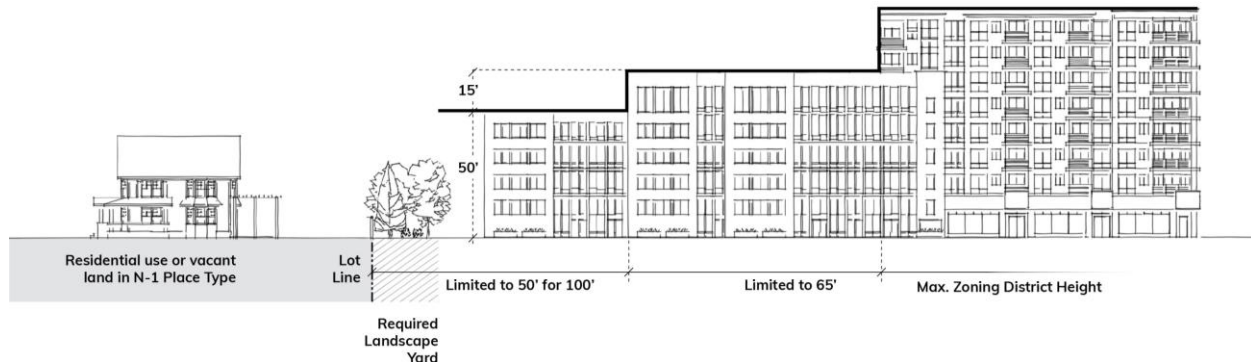 15’
50’
Residential use or vacant
land in N-1 Place Type
Lot
Line
Limited to 50’ for 100’
Limited to 65’
Max. Zoning District Height
Required
Landscape
Yard